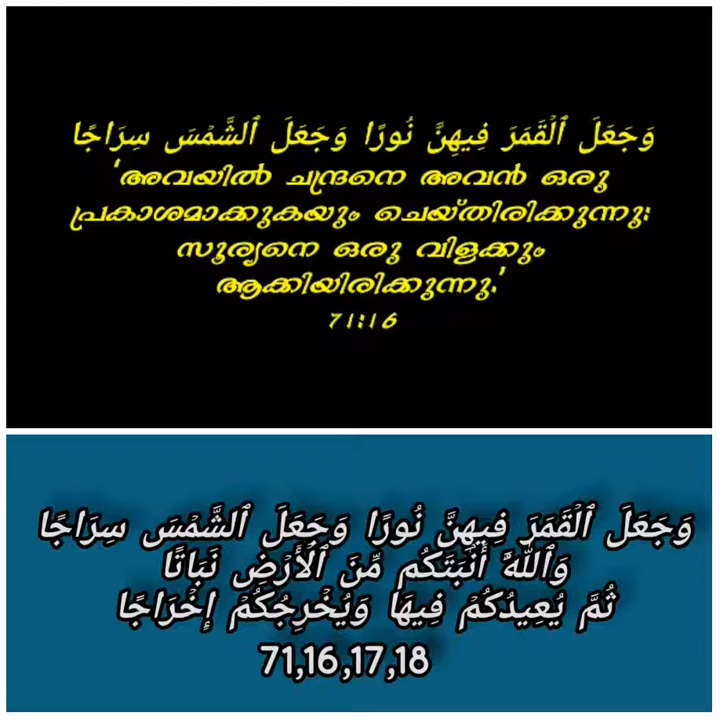 وَجَعَلَ ٱلْقَمَرَ فِيهِنَّ نُورًا وَجَعَلَ ٱلشَّمْسَ سِرَاجًا
'അവയിൽ ചന്ദ്രനെ അവൻ ഒരു
പ്രകാശമാക്കുകയും ചെയ്തിരിക്കുന്നു:
സൂര്യനെ ഒരു വിളക്കും
ആക്കിയിരിക്കുന്നു.'
71:16
وَجَعَلَ ٱلْقَمَرَ فِيهِنَّ نُورًا وَجَعَلَ ٱلشَّمْسَ سِرَاجًا
وَٱللَّهُ أَنۢبَتَكُم مِّنَ ٱلْأَرْضِ نَبَاتًا
ثُمَّ يُعِيدُكُمْ فِيهَا وَيُخْرِجُكُمْ إِخْرَاجًا
71,16,17,18